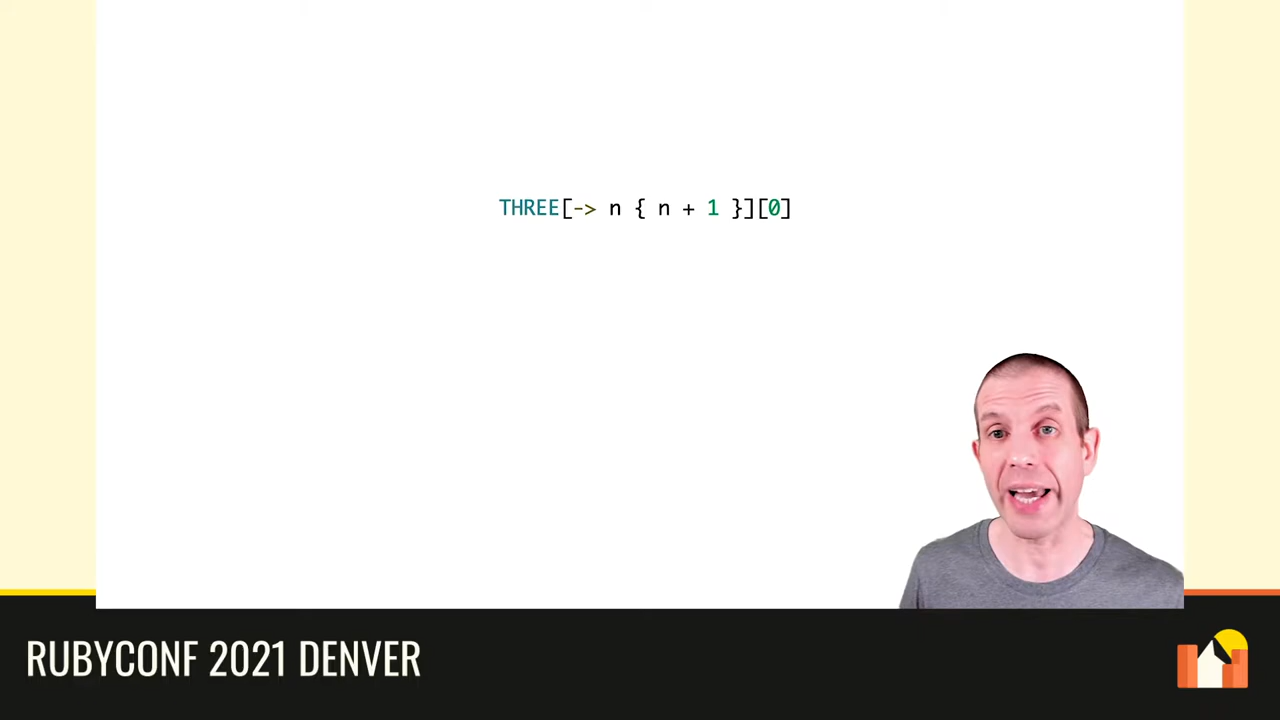 THREE[-> n { n + 1 }][0]
RUBYCONF 2021 DENVER